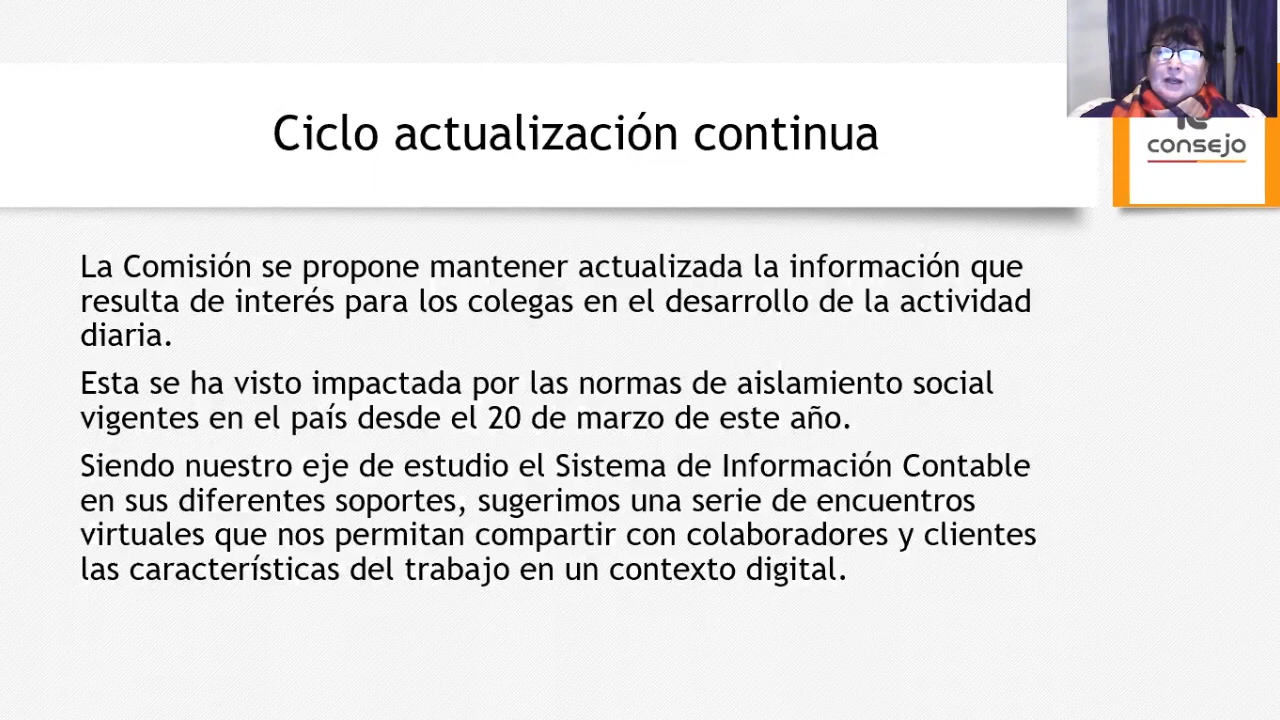 Ciclo actualización continua
consejo
La Comisión se propone mantener actualizada la información que
resulta de interés para los colegas en el desarrollo de la actividad
diaria.
Esta se ha visto impactada por las normas de aislamiento social
vigentes en el país desde el 20 de marzo de este año.
Siendo nuestro eje de estudio el Sistema de Información Contable
en sus diferentes soportes, sugerimos una serie de encuentros
virtuales que nos permitan compartir con colaboradores y clientes
las características del trabajo en un contexto digital.